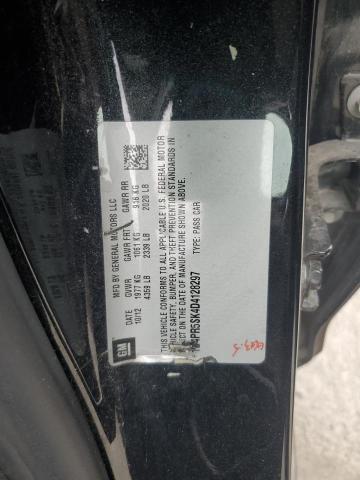 GM
MFD BY GENERAL MOTORS LLC
10/12
GVWR GAWR FRT GAWR RR
1977 KG 1061 KG 916 KG
4359 LB 2339 LB 2020 LB
THIS VEHICLE CONFORMS TO ALL APPLICABLE U.S. FEDERAL MOTOR
VEHICLE SAFETY, BUMPER, AND THEFT PREVENTION STANDARDS IN
EFFECT ON THE DATE OF MANUFACTURE SHOWN ABOVE.
TYPE: PASS CAR